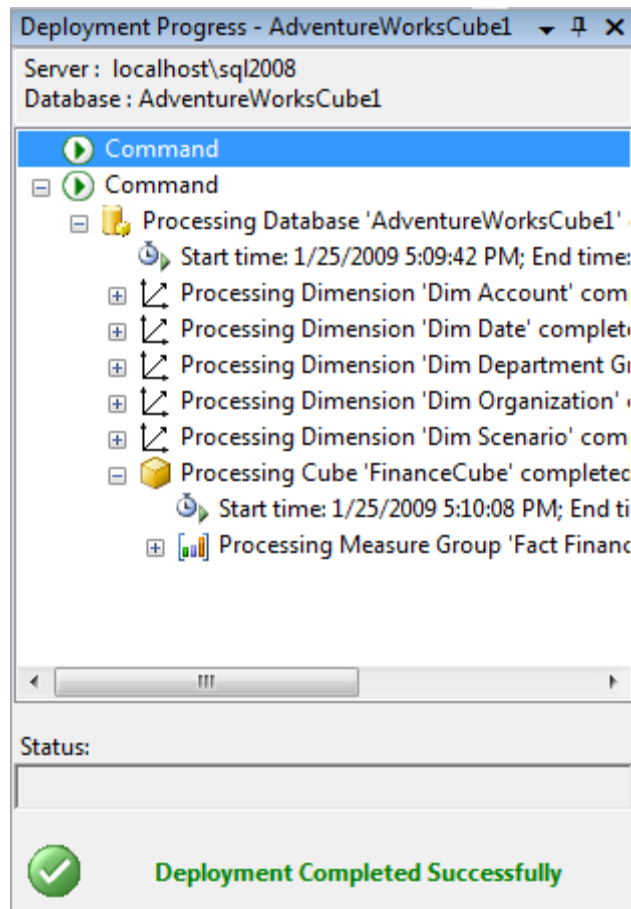 Deployment Progress - AdventureWorksCube1
Server : localhost\sql2008
Database : AdventureWorksCube1
Command
Command
Processing Database 'AdventureWorksCube1'
Start time: 1/25/2009 5:09:42 PM; End time:
Processing Dimension 'Dim Account' com
Processing Dimension 'Dim Date' complet
Processing Dimension 'Dim Department G
Processing Dimension 'Dim Organization'
Processing Dimension 'Dim Scenario' com
Processing Cube 'FinanceCube' completed
Start time: 1/25/2009 5:10:08 PM; End ti
Processing Measure Group 'Fact Financ
Status:
Deployment Completed Successfully